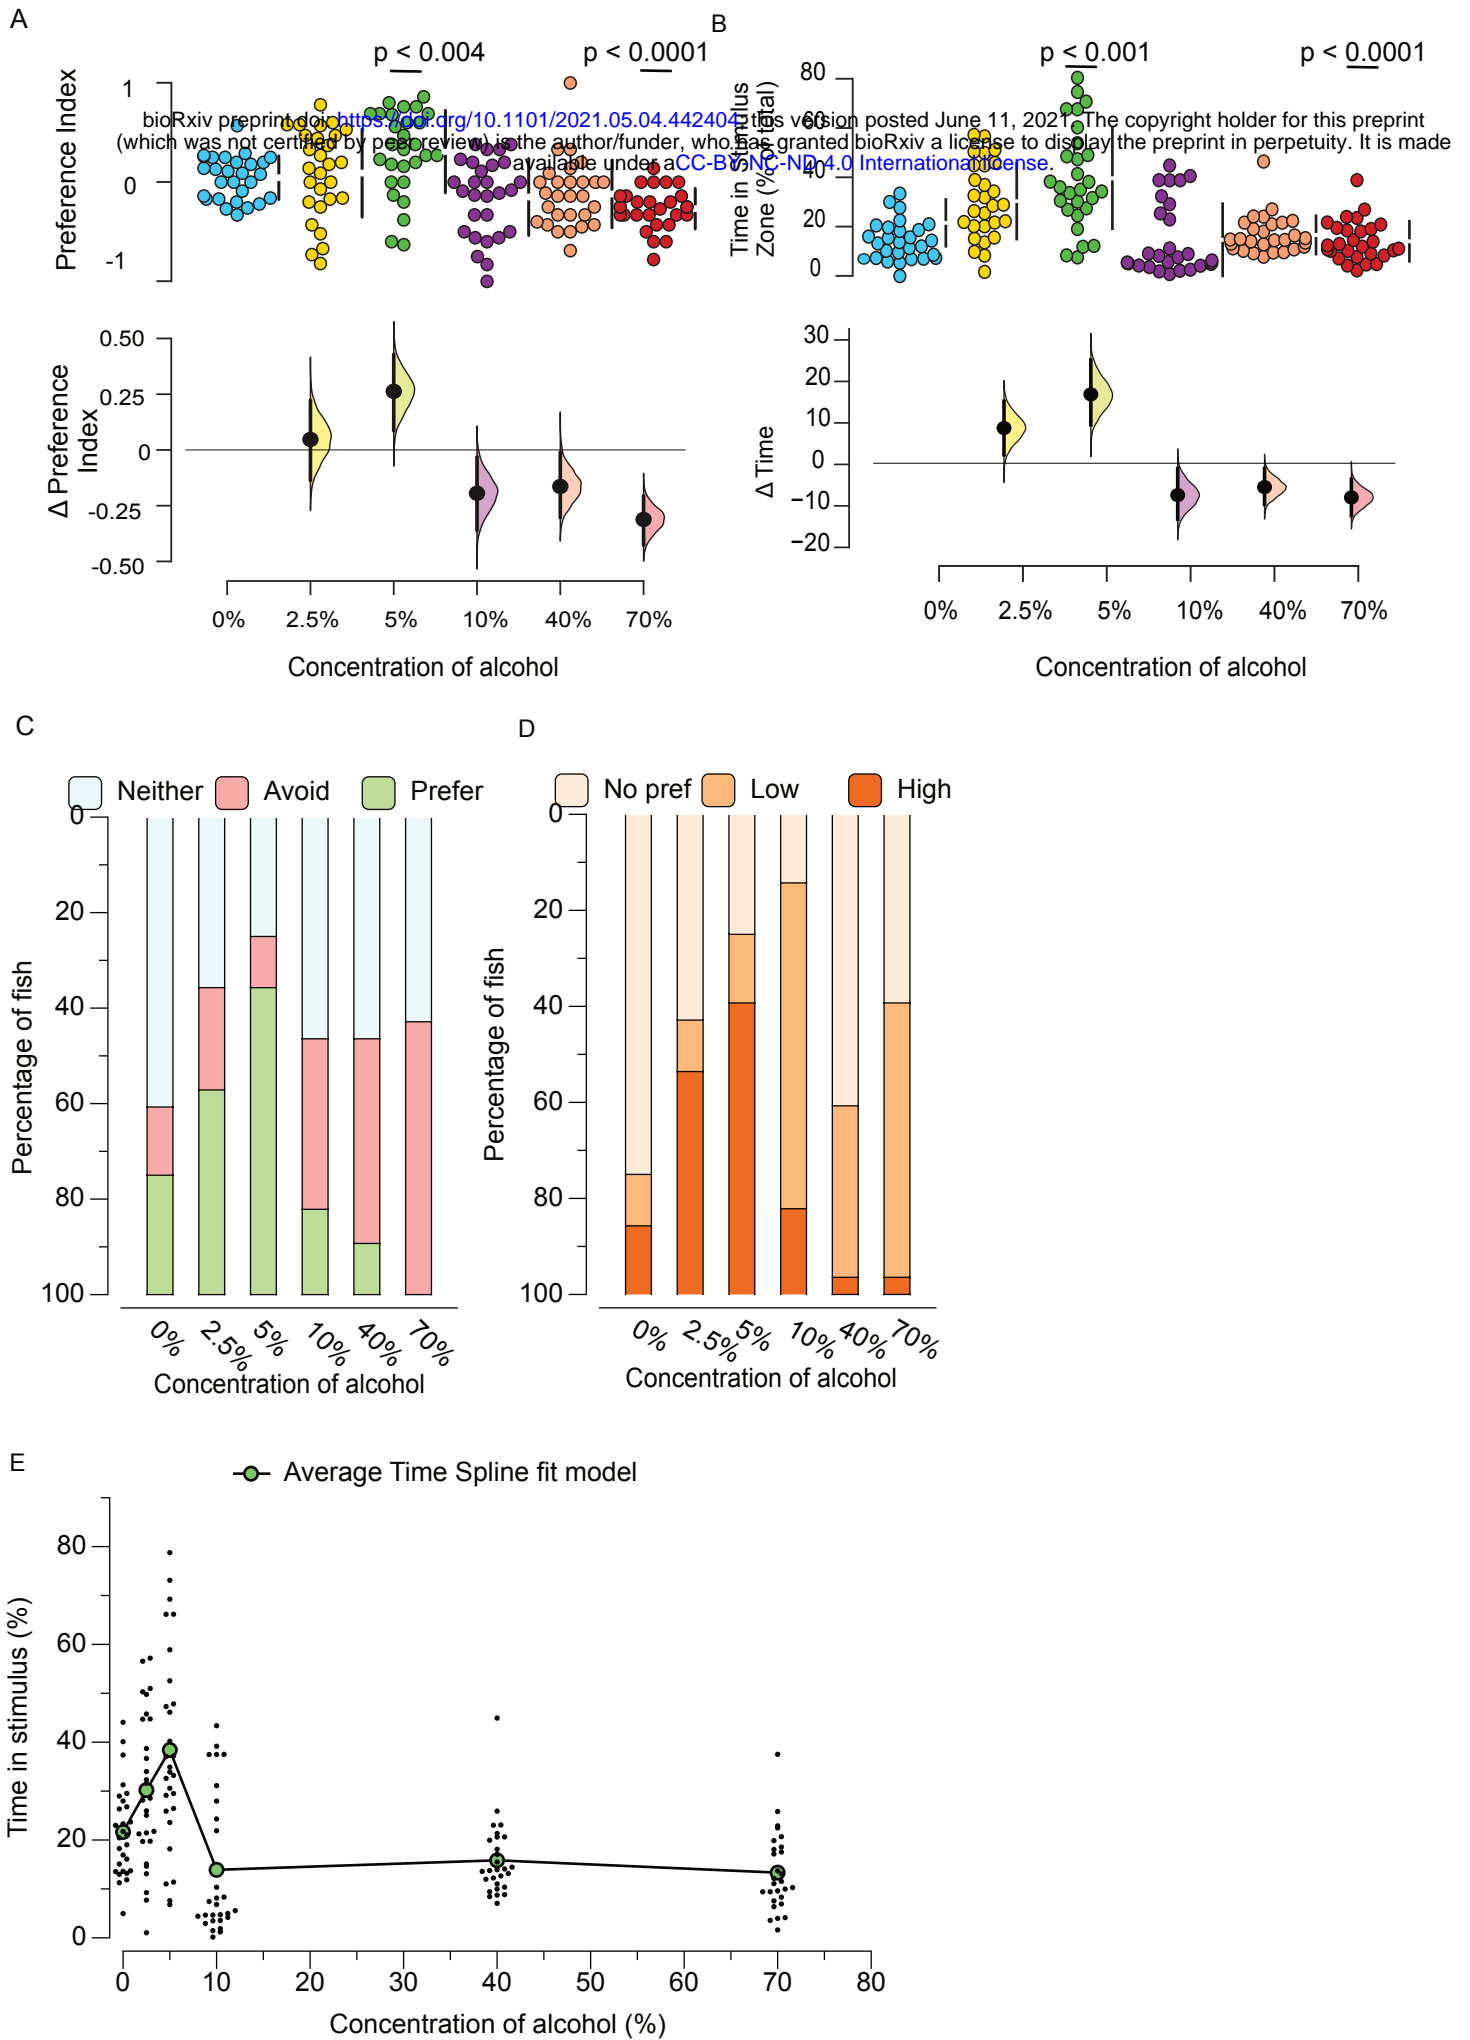 A
B
p < 0.004
p < 0.0001
p < 0.001
p < 0.0001
Preference Index
1
0
-1
Time in Stimulus
Zone (% of total)
80
60
40
20
0
bioRxiv preprint doi: https://doi.org/10.1101/2021.05.04.442404; this version posted June 11, 2021. The copyright holder for this preprint
(which was not certified by peer review) is the author/funder, who has granted bioRxiv a license to display the preprint in perpetuity. It is made
available under aCC-BY-NC-ND 4.0 International license.
Δ Preference
Index
0.50
0.25
0
-0.25
-0.50
0% 2.5% 5% 10% 40% 70%
Concentration of alcohol
Δ Time
30
20
10
0
−10
−20
0% 2.5% 5% 10% 40% 70%
Concentration of alcohol
C
Neither Avoid Prefer
Percentage of fish
0
20
40
60
80
100
0% 2.5% 5% 10% 40% 70%
Concentration of alcohol
D
No pref Low High
Percentage of fish
0
20
40
60
80
100
0% 2.5% 5% 10% 40% 70%
Concentration of alcohol
E
Average Time Spline fit model
Time in stimulus (%)
80
60
40
20
0
0 10 20 30 40 50 60 70 80
Concentration of alcohol (%)